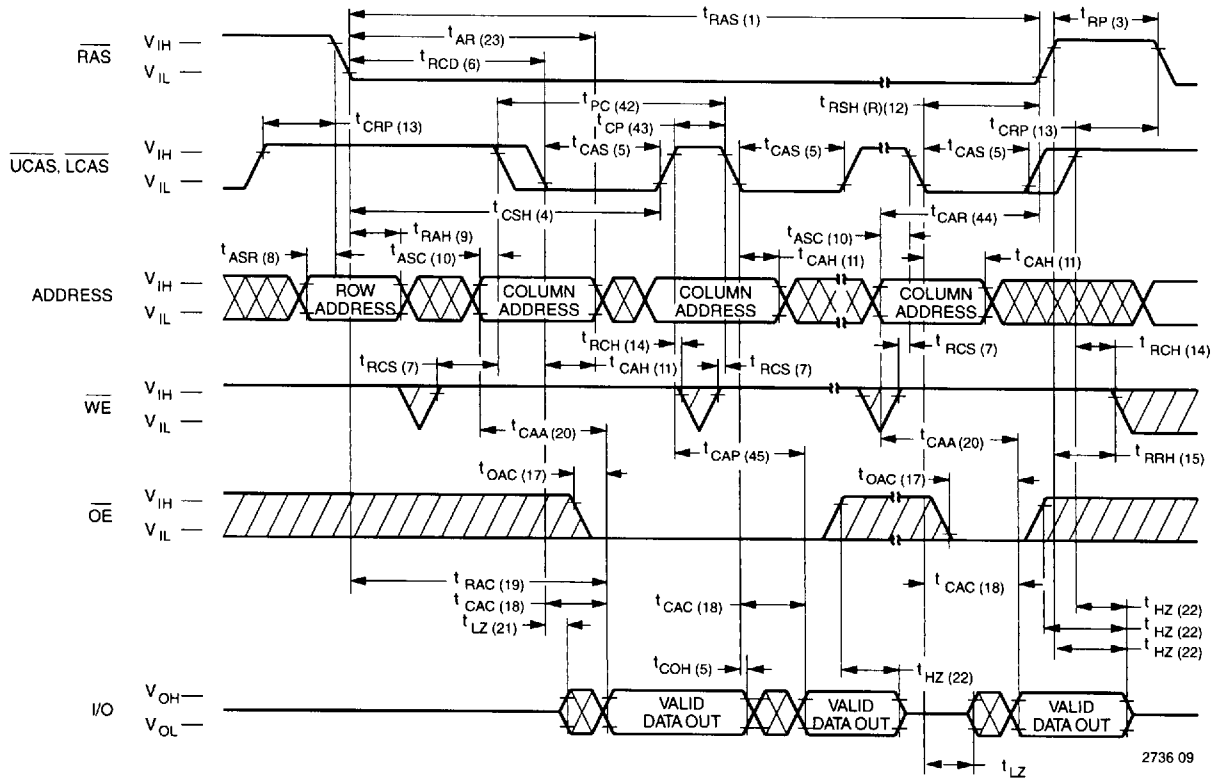 t RAS (1)
t RP (3)
t AR (23)
RAS
V IH
V IL
t RCD (6)
t PC (42)
t RSH (R)(12)
t CRP (13)
t CP (43)
t CRP (13)
UCAS, LCAS
V IH
V IL
t CAS (5)
t CAS (5)
t CAS (5)
t CSH (4)
t CAR (44)
t RAH (9)
t ASC (10)
t ASR (8)
t ASC (10)
t CAH (11)
t CAH (11)
ADDRESS
V IH
V IL
ROW
ADDRESS
COLUMN
ADDRESS
COLUMN
ADDRESS
COLUMN
ADDRESS
t RCH (14)
t RCS (7)
t RCH (14)
t RCS (7)
t CAH (11)
t RCS (7)
WE
V IH
V IL
t CAA (20)
t CAA (20)
t CAP (45)
t RRH (15)
t OAC (17)
t OAC (17)
OE
V IH
V IL
t RAC (19)
t CAC (18)
t CAC (18)
t CAC (18)
t HZ (22)
t LZ (21)
t HZ (22)
t HZ (22)
t COH (5)
t HZ (22)
I/O
V OH
V OL
VALID
DATA OUT
VALID
DATA OUT
VALID
DATA OUT
t LZ
2736 09